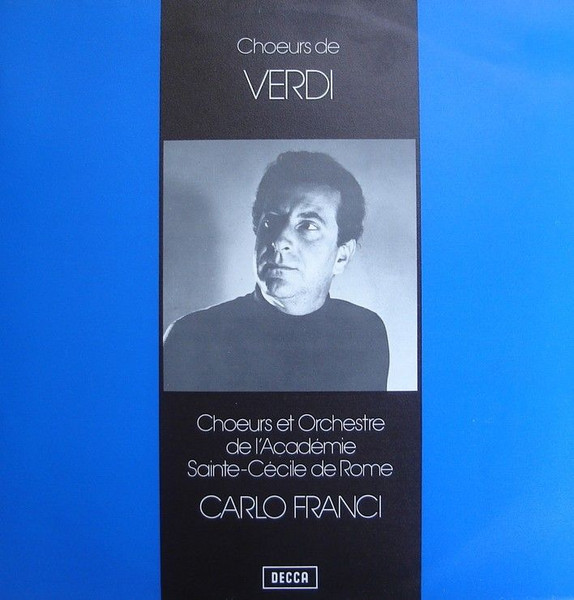 Choeurs de
VERDI
Choeurs et Orchestre
de l'Académie
Sainte-Cécile de Rome
CARLO FRANCI
DECCA